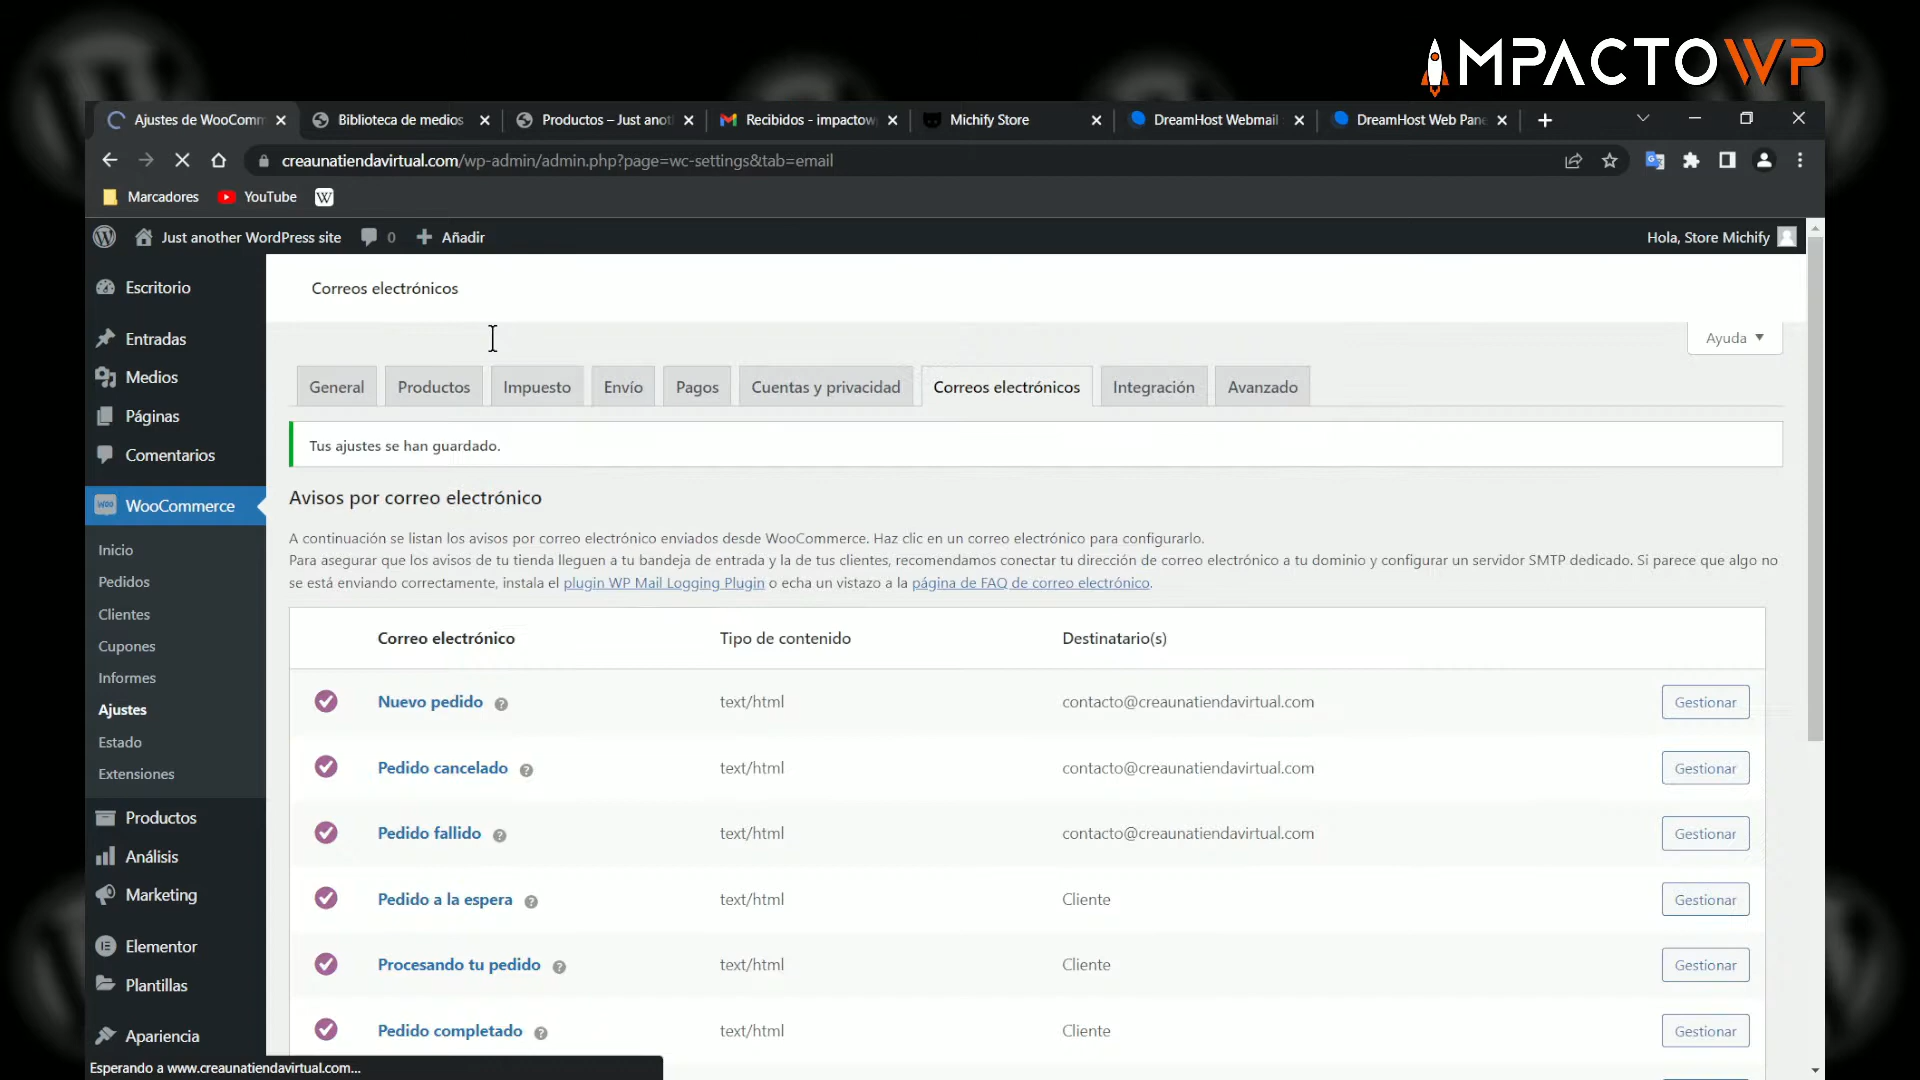 IMPACTOWP
Ajustes de WooComm
Biblioteca de medios
Productos – Just anot
Recibidos - impactow
Michify Store
DreamHost Webmail
DreamHost Web Pane
creaunatiendavirtual.com/wp-admin/admin.php?page=wc-settings&tab=email
Marcadores
YouTube
W
Just another WordPress site
0
Añadir
Hola, Store Michify
Escritorio
Entradas
Medios
Páginas
Comentarios
WooCommerce
Inicio
Pedidos
Clientes
Cupones
Informes
Ajustes
Estado
Extensiones
Productos
Análisis
Marketing
Elementor
Plantillas
Apariencia
Correos electrónicos
Ayuda
General
Productos
Impuesto
Envío
Pagos
Cuentas y privacidad
Correos electrónicos
Integración
Avanzado
Tus ajustes se han guardado.
Avisos por correo electrónico
A continuación se listan los avisos por correo electrónico enviados desde WooCommerce. Haz clic en un correo electrónico para configurarlo.
Para asegurar que los avisos de tu tienda lleguen a tu bandeja de entrada y la de tus clientes, recomendamos conectar tu dirección de correo electrónico a tu dominio y configurar un servidor SMTP dedicado. Si parece que algo no
se está enviando correctamente, instala el plugin WP Mail Logging Plugin o echa un vistazo a la página de FAQ de correo electrónico.
Correo electrónico Tipo de contenido Destinatario(s)
Nuevo pedido text/html contacto@creaunatiendavirtual.com Gestionar
Pedido cancelado text/html contacto@creaunatiendavirtual.com Gestionar
Pedido fallido text/html contacto@creaunatiendavirtual.com Gestionar
Pedido a la espera text/html Cliente Gestionar
Procesando tu pedido text/html Cliente Gestionar
Pedido completado text/html Cliente Gestionar
Esperando a www.creaunatiendavirtual.com...